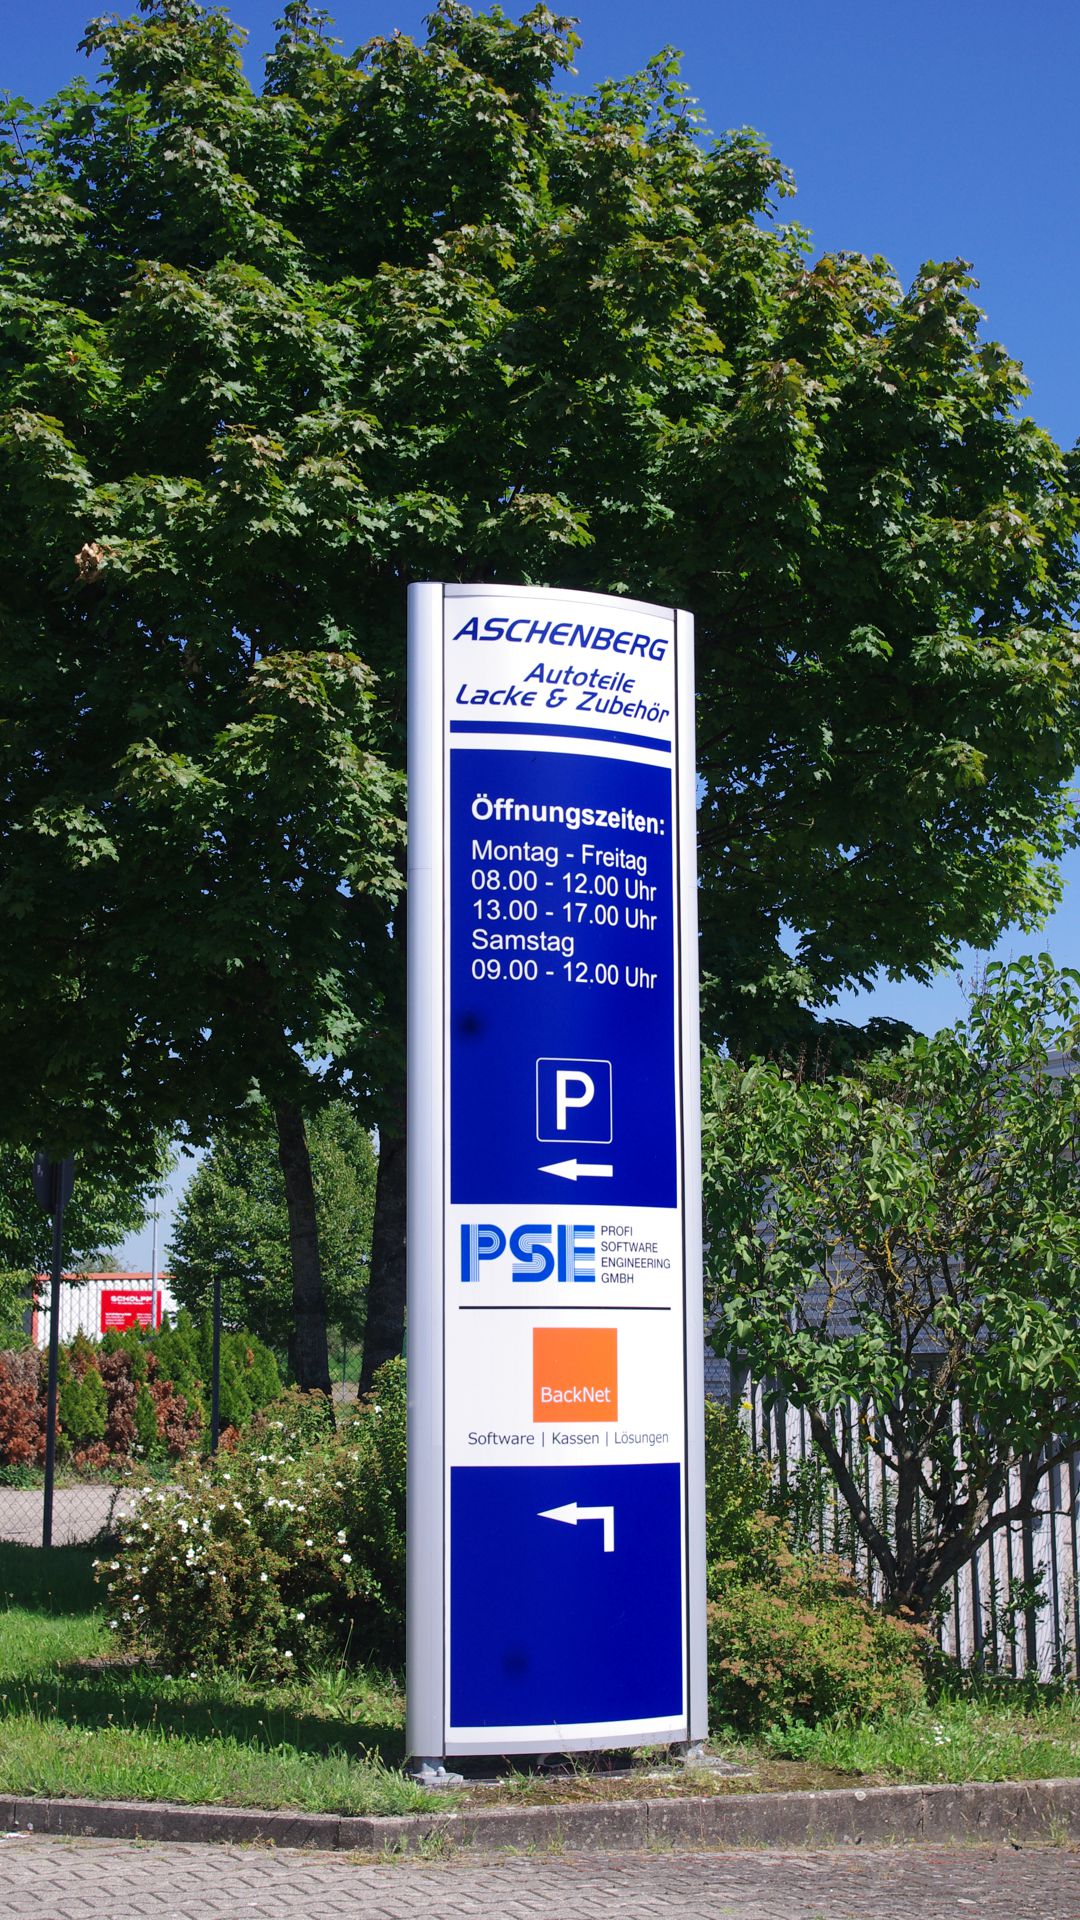 ASCHENBERG
Autoteile
Lacke & Zubehör
Öffnungszeiten:
Montag - Freitag
08.00 - 12.00 Uhr
13.00 - 17.00 Uhr
Samstag
09.00 - 12.00 Uhr
P
PSE
PROFI
SOFTWARE
ENGINEERING
GMBH
BackNet
Software | Kassen | Lösungen
SCHOLPP